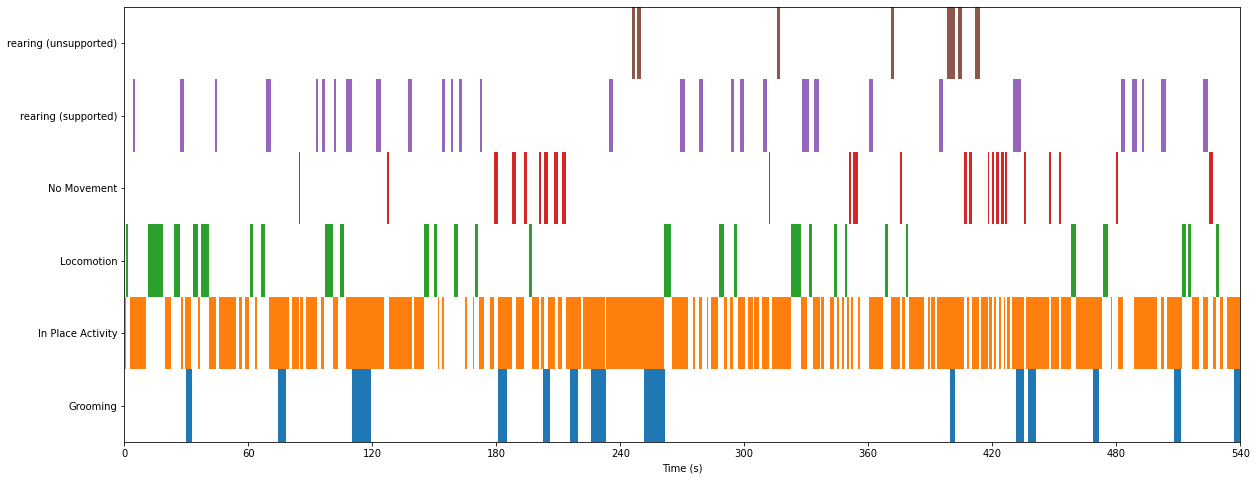 rearing (unsupported)
rearing (supported)
No Movement
Locomotion
In Place Activity
Grooming
0 60 120 180 240 300 360 420 480 540
Time (s)